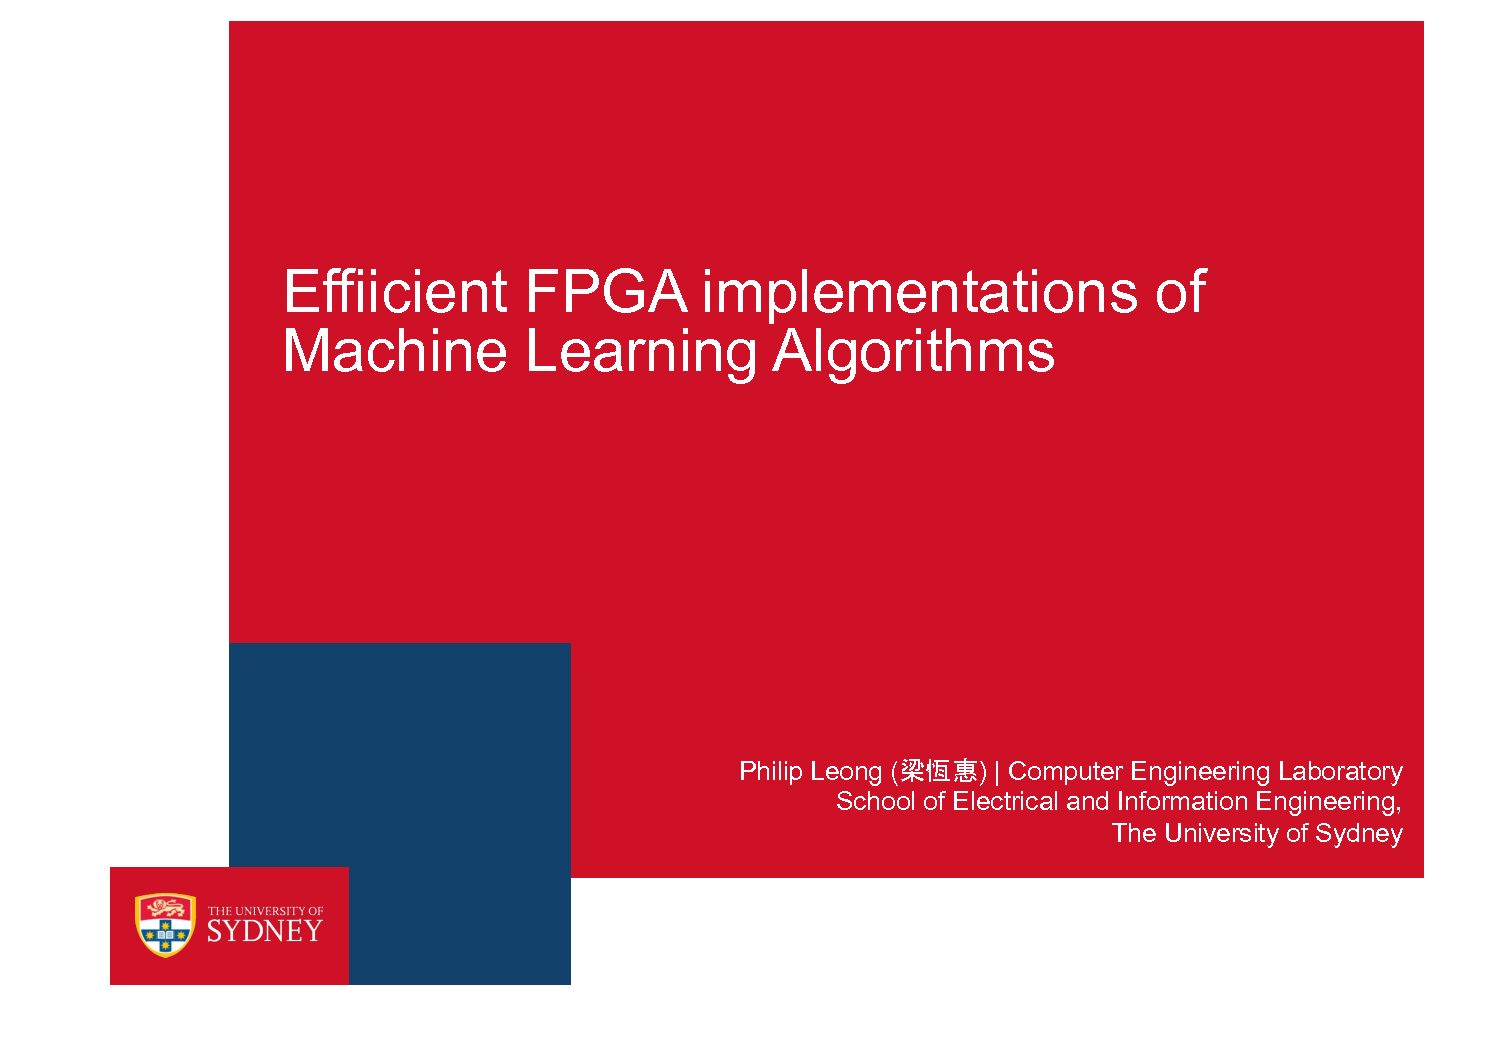 Effiicient FPGA implementations of
Machine Learning Algorithms
Philip Leong (梁恆惠) | Computer Engineering Laboratory
School of Electrical and Information Engineering,
The University of Sydney
THE UNIVERSITY OF
SYDNEY